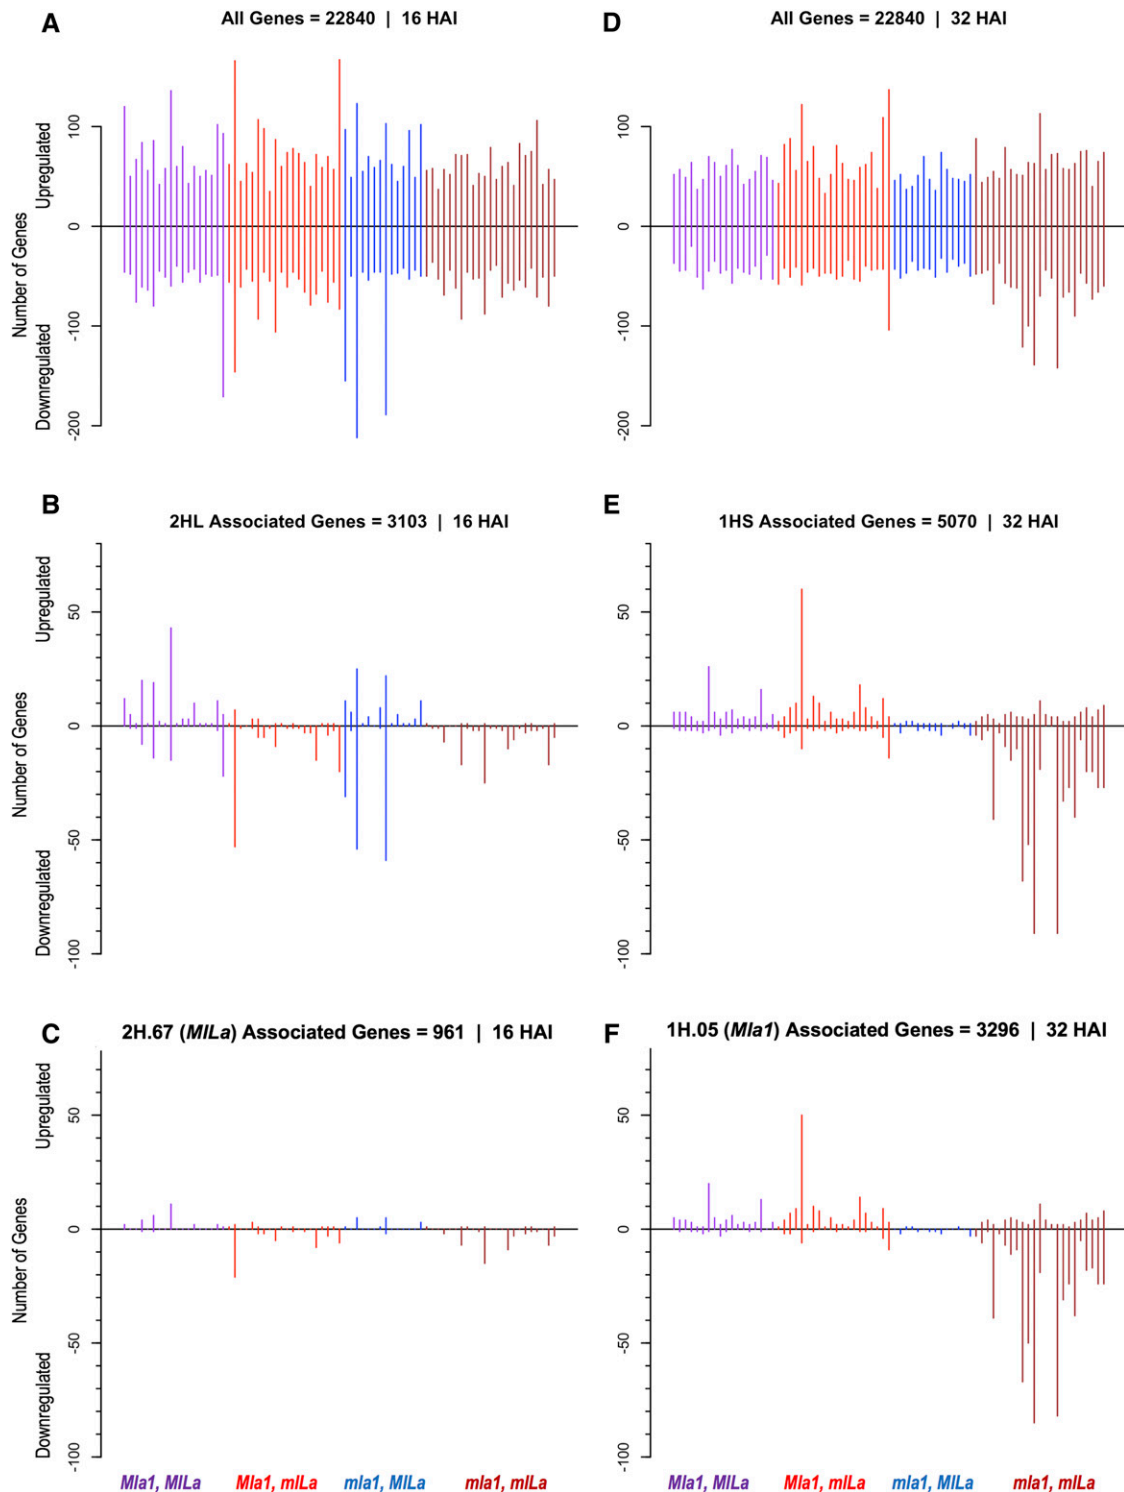 A
All Genes = 22840 | 16 HAI
Number of Genes
Downregulated Upregulated
100
0
-100
-200
D
All Genes = 22840 | 32 HAI
100
0
-100
-200
B
2HL Associated Genes = 3103 | 16 HAI
Number of Genes
Downregulated Upregulated
50
0
-50
-100
E
1HS Associated Genes = 5070 | 32 HAI
50
0
-50
-100
C
2H.67 (MlLa) Associated Genes = 961 | 16 HAI
Number of Genes
Downregulated Upregulated
50
0
-50
-100
Mla1, MlLa Mla1, mlLa mla1, MlLa mla1, mlLa
F
1H.05 (Mla1) Associated Genes = 3296 | 32 HAI
50
0
-50
-100
Mla1, MlLa Mla1, mlLa mla1, MlLa mla1, mlLa